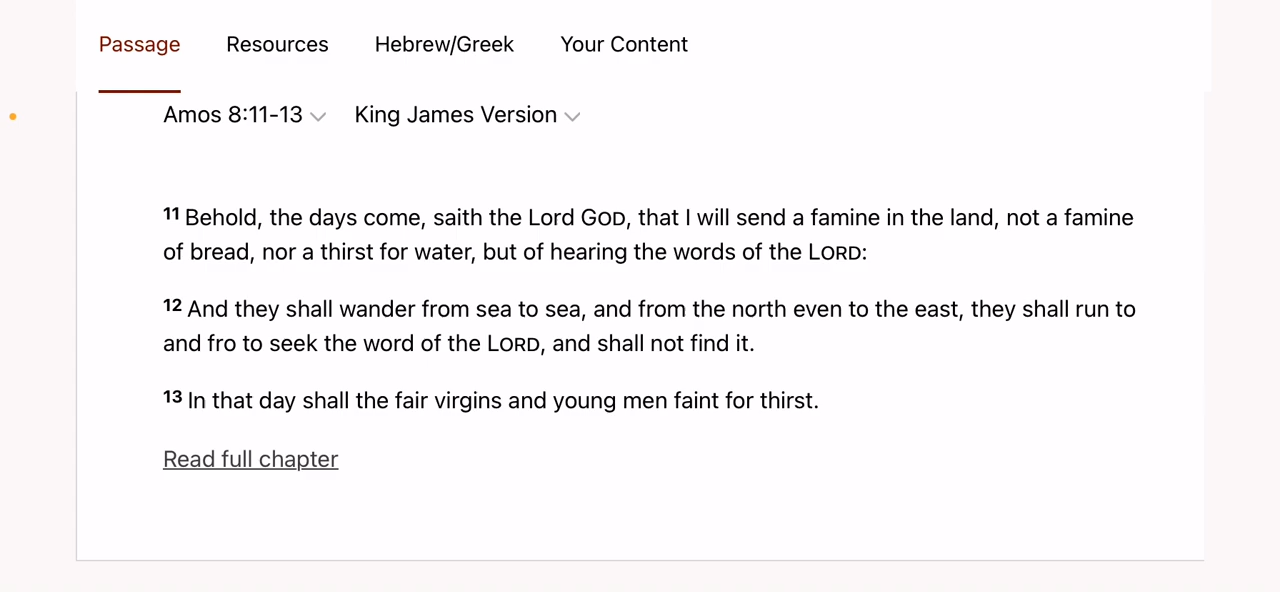 Passage Resources Hebrew/Greek Your Content
Amos 8:11-13 King James Version
11 Behold, the days come, saith the Lord GOD, that I will send a famine in the land, not a famine
of bread, nor a thirst for water, but of hearing the words of the LORD:
12 And they shall wander from sea to sea, and from the north even to the east, they shall run to
and fro to seek the word of the LORD, and shall not find it.
13 In that day shall the fair virgins and young men faint for thirst.
Read full chapter